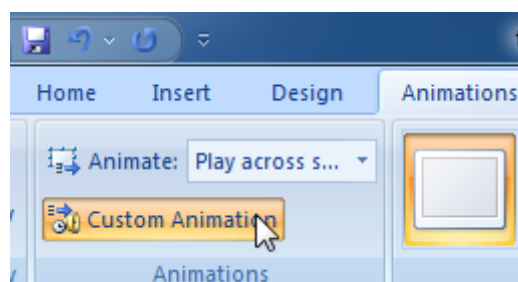 Home Insert Design Animations
Animate: Play across s...
Custom Animation
Animations